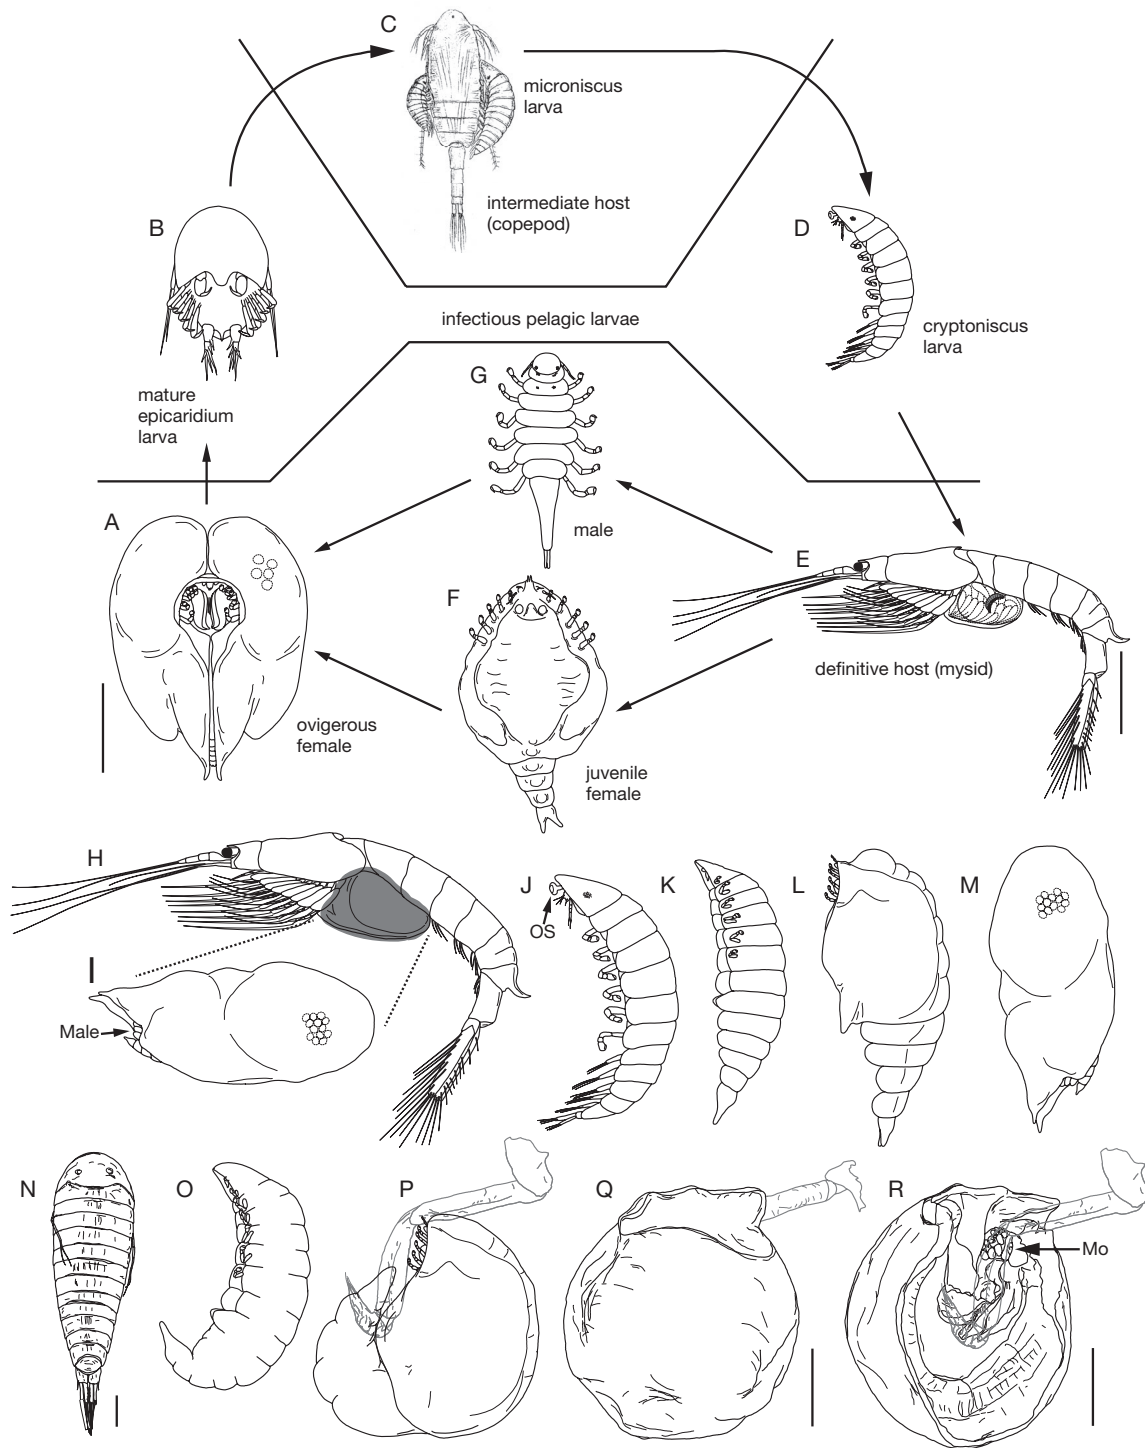 C
microniscus
larva
intermediate host
(copepod)
B
D
infectious pelagic larvae
cryptoniscus
larva
mature
epicaridium
larva
G
A
male
E
F
definitive host (mysid)
ovigerous
female
juvenile
female
H
J
K
L
M
OS
I
Male
N
O
P
Q
R
Mo